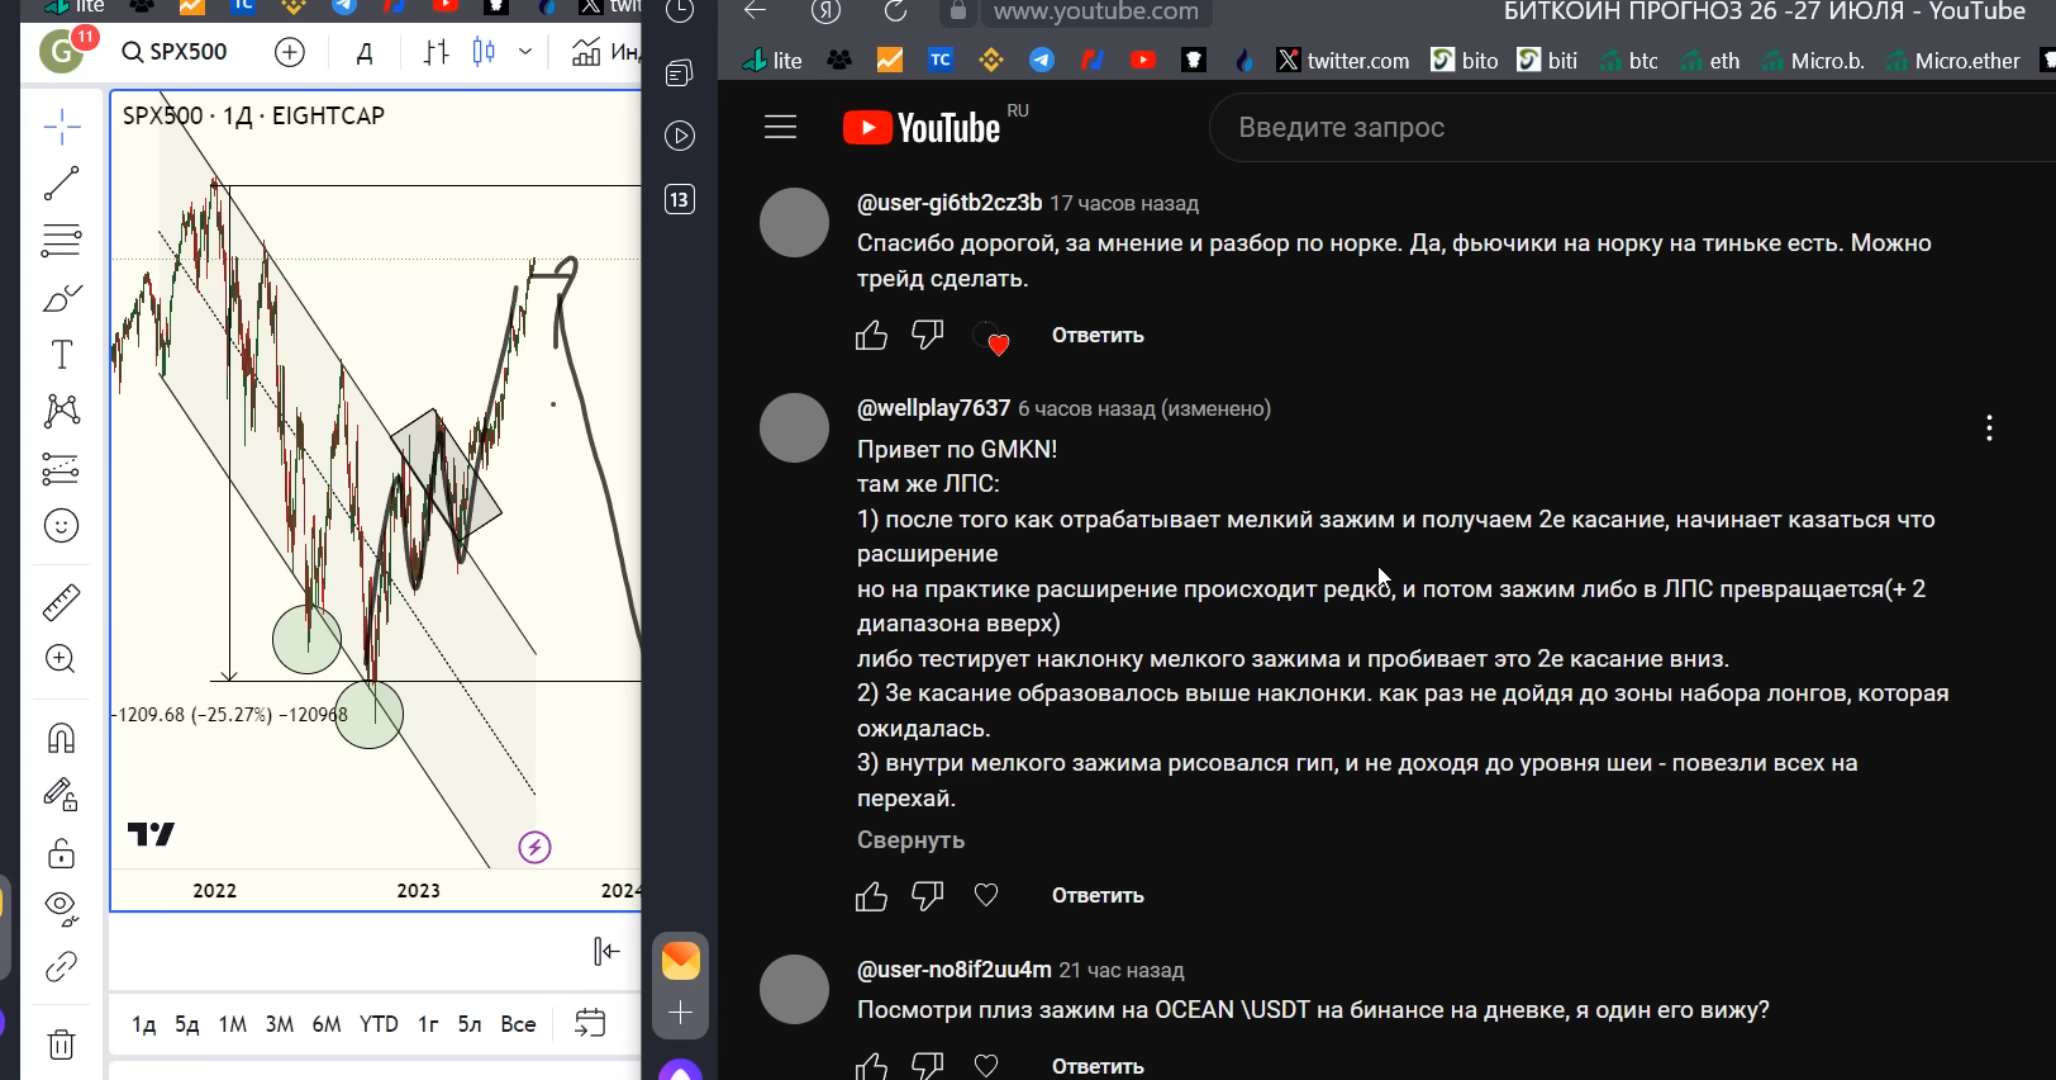 lite
TC
twit
www.youtube.com
БИТКОИН ПРОГНОЗ 26 -27 ИЮЛЯ - YouTube
G
11
SPX500
Д
Инд
lite
TC
twitter.com
bito
biti
btc
eth
Micro.b.
Micro.ether
SPX500 · 1Д · EIGHTCAP
YouTube
RU
Введите запрос
13
@user-gi6tb2cz3b 17 часов назад
Спасибо дорогой, за мнение и разбор по норке. Да, фьючики на норку на тиньке есть. Можно
трейд сделать.
Ответить
@wellplay7637 6 часов назад (изменено)
Привет по GMKN!
там же ЛПС:
1) после того как отрабатывает мелкий зажим и получаем 2е касание, начинает казаться что
расширение
но на практике расширение происходит редко, и потом зажим либо в ЛПС превращается(+ 2
диапазона вверх)
либо тестирует наклонку мелкого зажима и пробивает это 2е касание вниз.
2) 3е касание образовалось выше наклонки. как раз не дойдя до зоны набора лонгов, которая
ожидалась.
3) внутри мелкого зажима рисовался гип, и не доходя до уровня шеи - повезли всех на
перехай.
Свернуть
Ответить
@user-no8if2uu4m 21 час назад
Посмотри плиз зажим на OCEAN \USDT на бинансе на дневке, я один его вижу?
Ответить
-1209.68 (−25.27%) −120968
2022
2023
2024
1д
5д
1М
3М
6М
YTD
1г
5л
Все